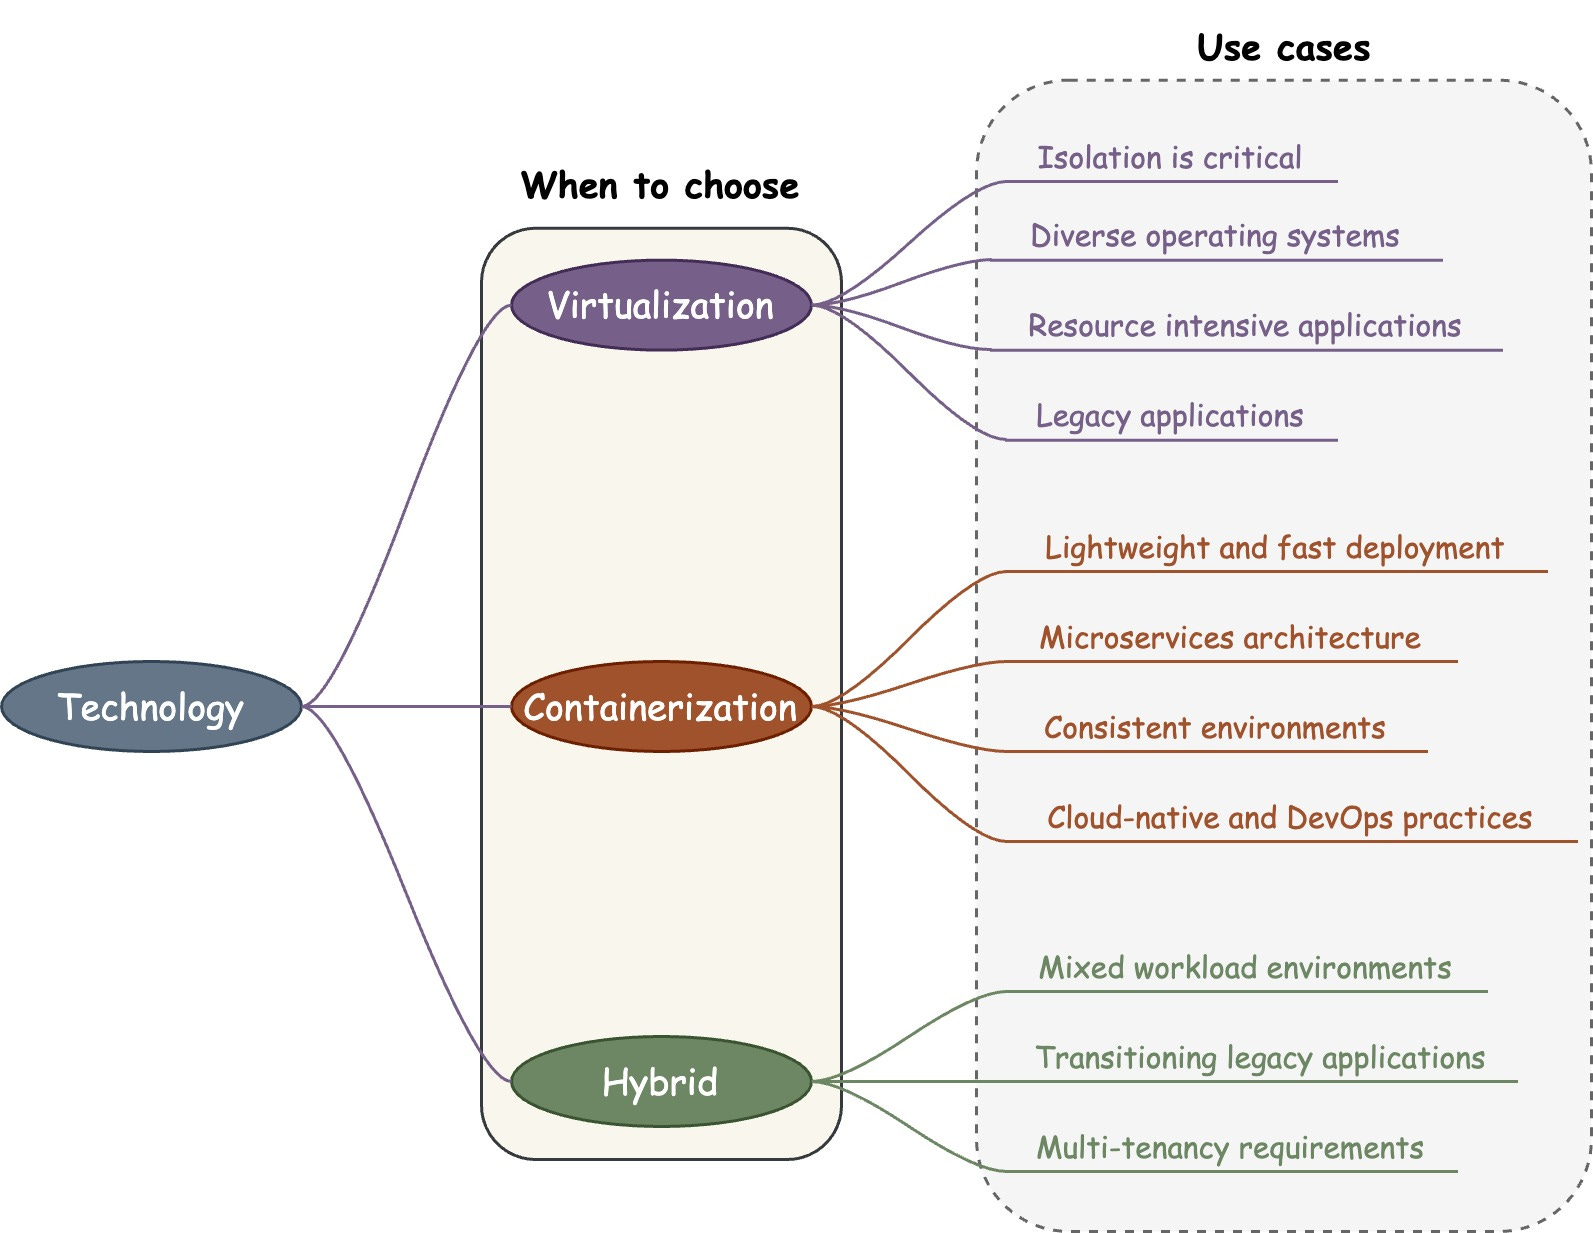 Use cases
When to choose
Isolation is critical
Diverse operating systems
Virtualization
Resource intensive applications
Legacy applications
Lightweight and fast deployment
Microservices architecture
Technology
Containerization
Consistent environments
Cloud-native and DevOps practices
Mixed workload environments
Transitioning legacy applications
Hybrid
Multi-tenancy requirements